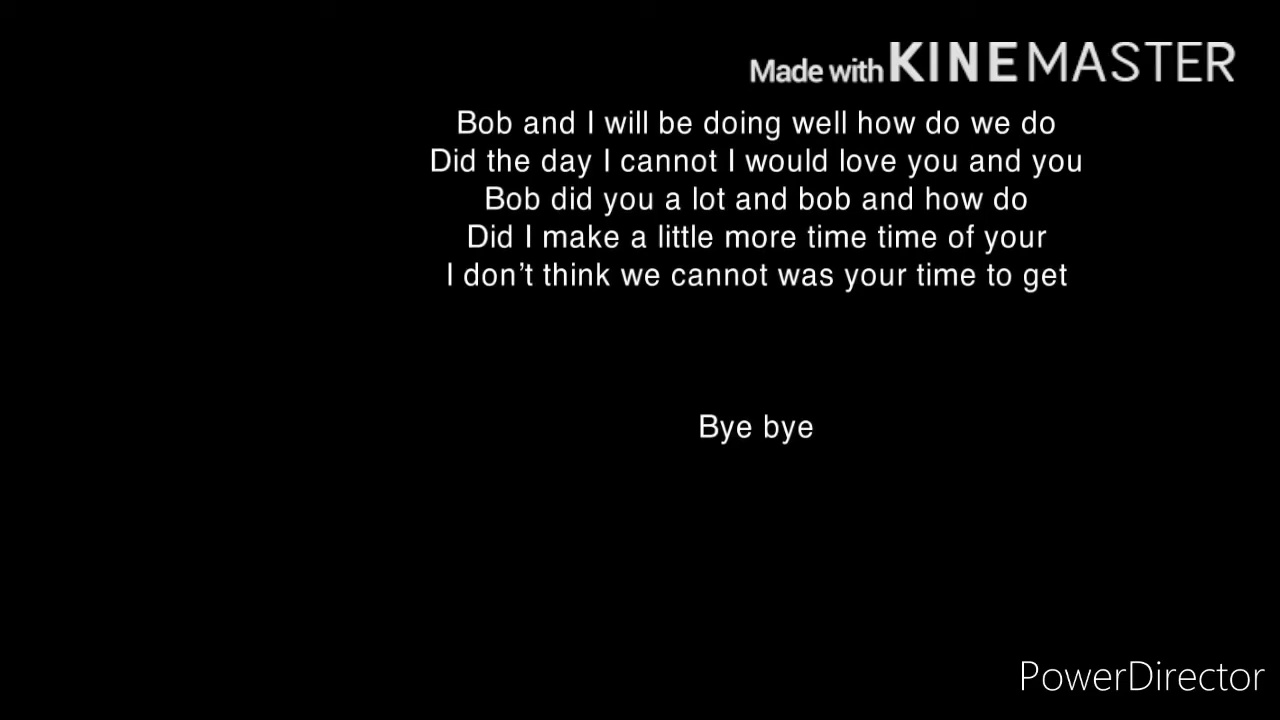 Made with KINEMASTER
Bob and I will be doing well how do we do
Did the day I cannot I would love you and you
Bob did you a lot and bob and how do
Did I make a little more time time of your
I don’t think we cannot was your time to get
Bye bye
PowerDirector